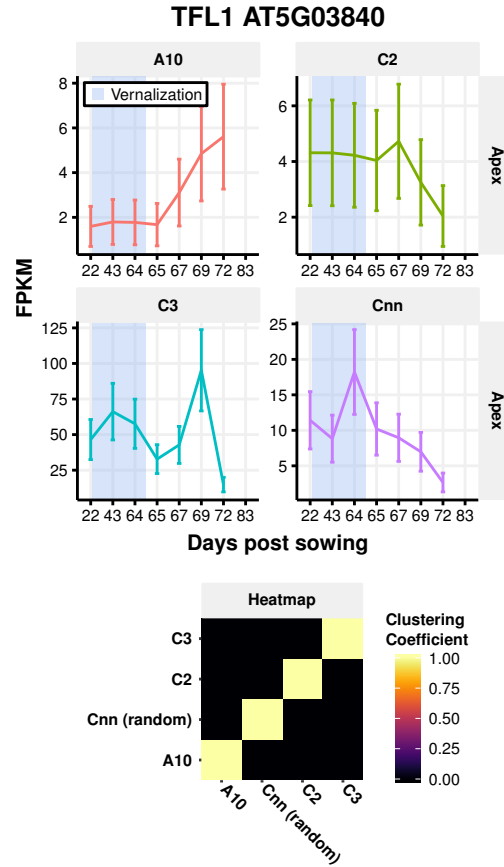 TFL1 AT5G03840
A10
C2
Vernalization
8
6
4
2
6
4
2
Apex
22 43 64 65 67 69 72 83
22 43 64 65 67 69 72 83
FPKM
C3
Cnn
125
100
75
50
25
25
20
15
10
5
Apex
22 43 64 65 67 69 72 83
22 43 64 65 67 69 72 83
Days post sowing
Heatmap
C3
C2
Cnn (random)
A10
A10
Cnn (random)
C2
C3
Clustering
Coefficient
1.00
0.75
0.50
0.25
0.00